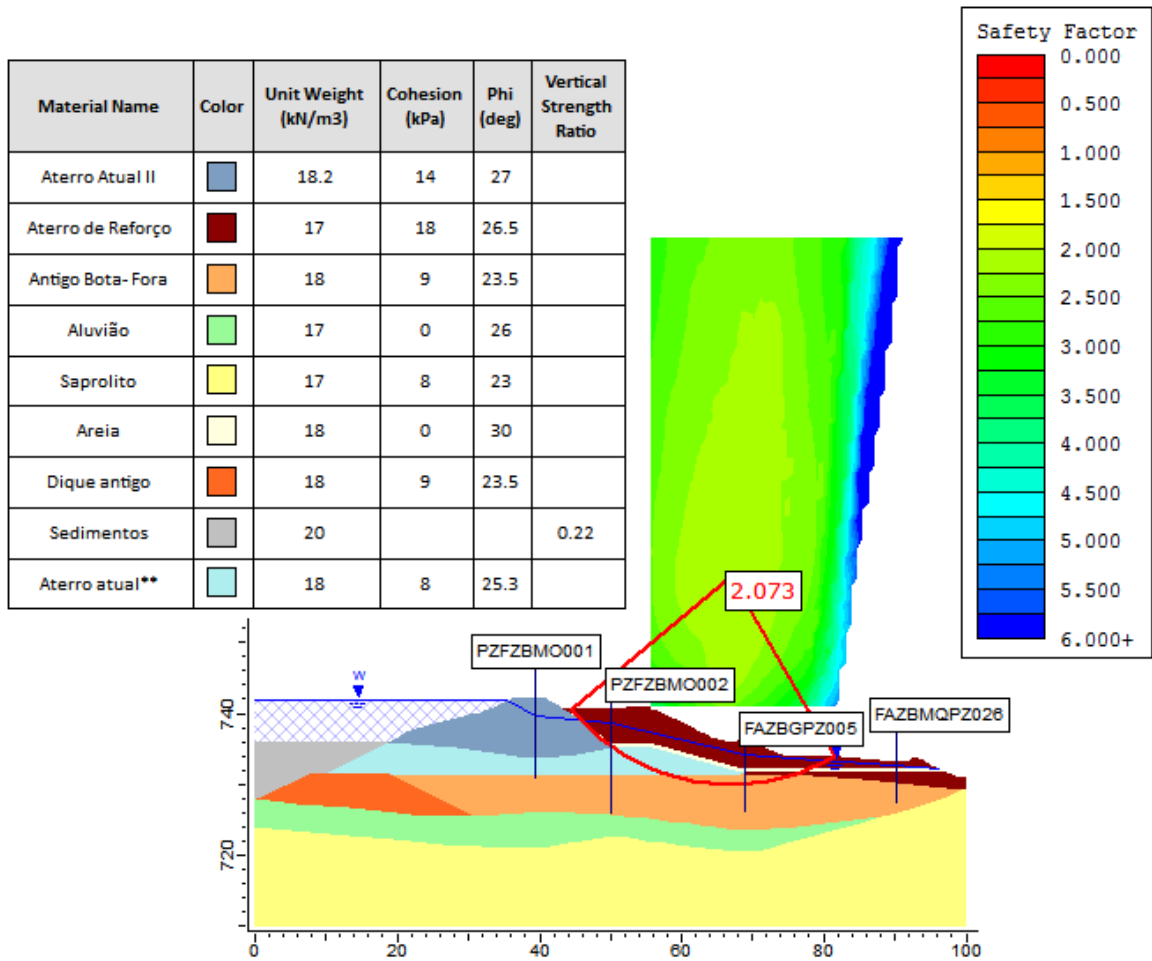 Safety Factor
0.000
0.500
1.000
1.500
2.000
2.500
3.000
3.500
4.000
4.500
5.000
5.500
6.000+
Material Name Color Unit Weight (kN/m3) Cohesion (kPa) Phi (deg) Vertical Strength Ratio
Aterro Atual II 18.2 14 27
Aterro de Reforço 17 18 26.5
Antigo Bota- Fora 18 9 23.5
Aluvião 17 0 26
Saprolito 17 8 23
Areia 18 0 30
Dique antigo 18 9 23.5
Sedimentos 20 0.22
Aterro atual** 18 8 25.3
2.073
PZFZBMO001
PZFZBMO002
FAZBGPZ005
FAZBMQPZ026
W
740
720
0 20 40 60 80 100